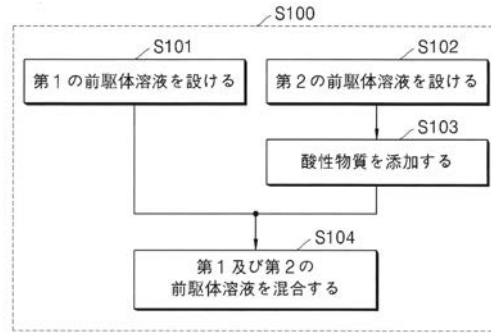 S100
S101
第1の前駆体溶液を設ける
S102
第2の前駆体溶液を設ける
S103
酸性物質を添加する
S104
第1及び第2の
前駆体溶液を混合する